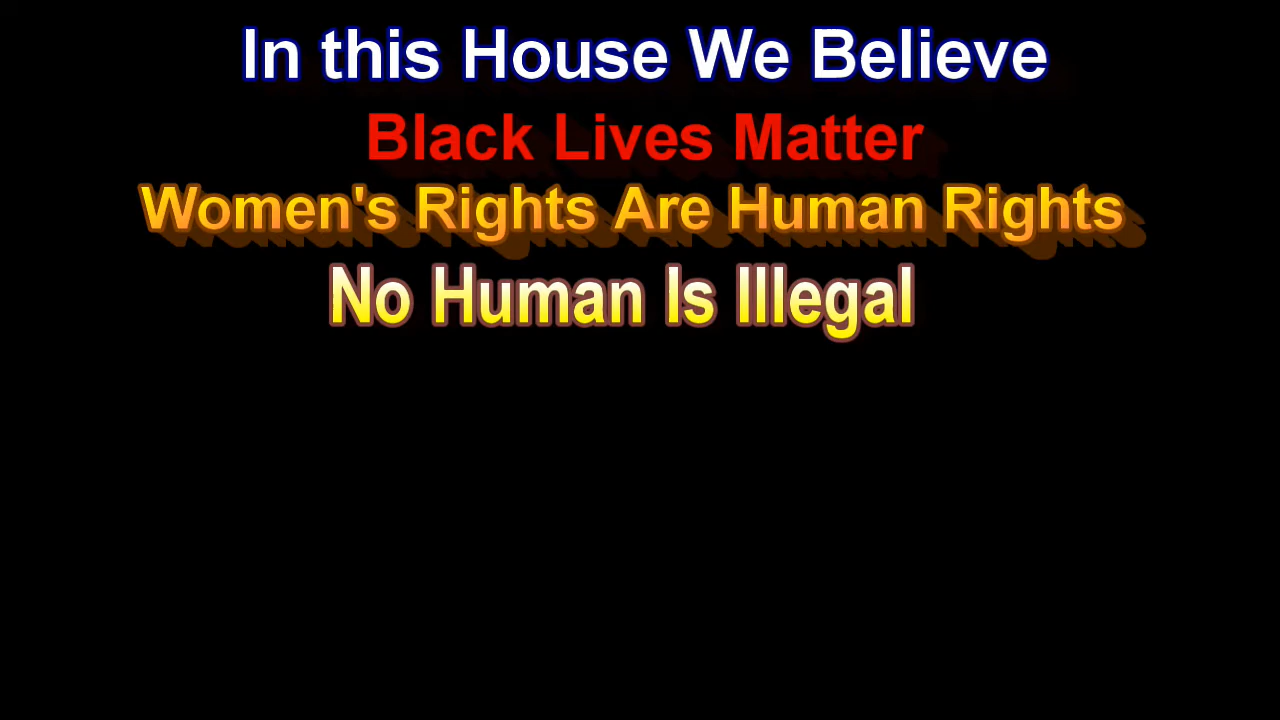 In this House We Believe
Black Lives Matter
Women's Rights Are Human Rights
No Human Is Illegal